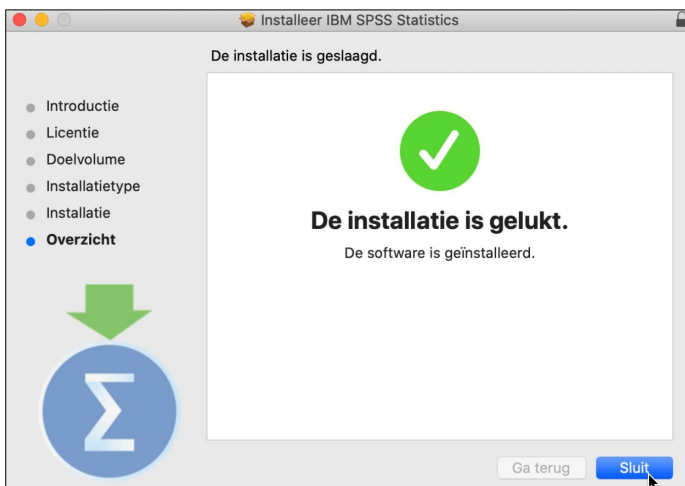 Installeer IBM SPSS Statistics
De installatie is geslaagd.
Introductie
Licentie
Doelvolume
Installatietype
Installatie
Overzicht
De installatie is gelukt.
De software is geïnstalleerd.
Σ
Ga terug
Sluit